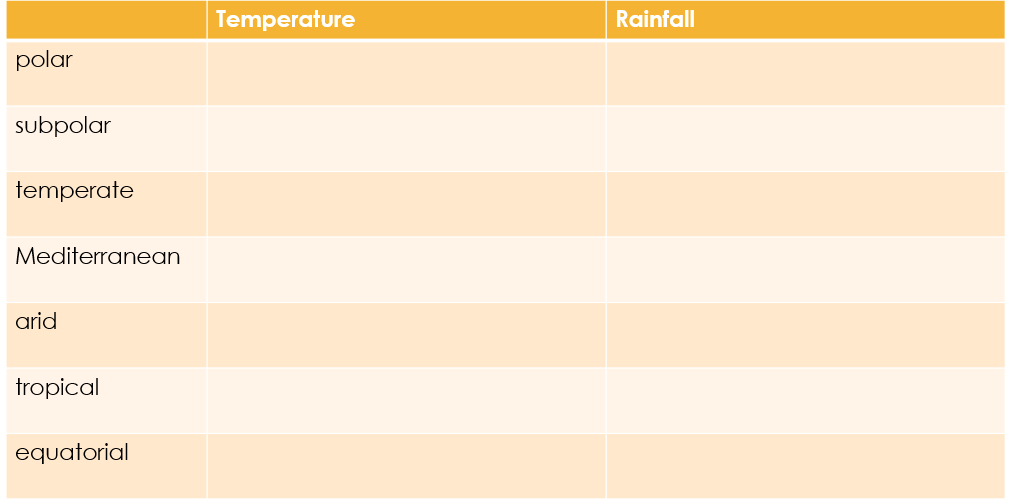 Temperature Rainfall
polar
subpolar
temperate
Mediterranean
arid
tropical
equatorial